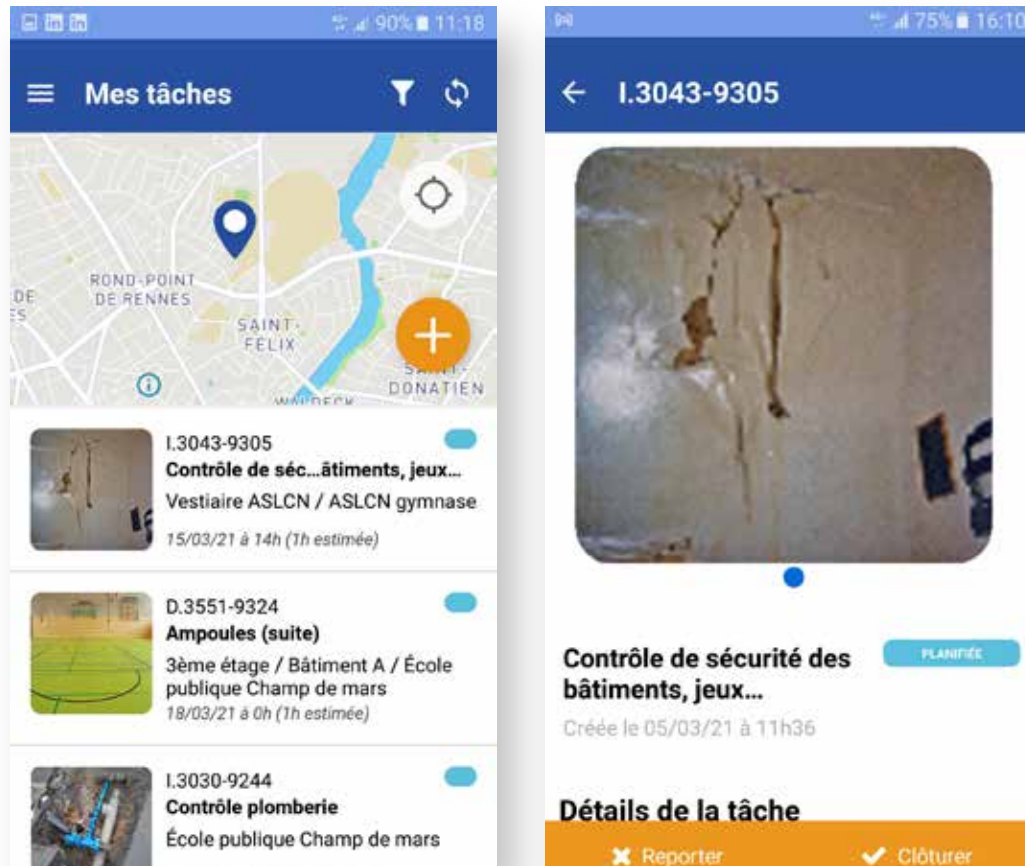 90% 11:18
Mes tâches
ROND-POINT
DE RENNES
DE
SAINT-
FÉLIX
DONATIEN
I.3043-9305
Contrôle de séc...âtiments, jeux...
Vestiaire ASLCN / ASLCN gymnase
15/03/21 à 14h (1h estimée)
D.3551-9324
Ampoules (suite)
3ème étage / Bâtiment A / École
publique Champ de mars
18/03/21 à 0h (1h estimée)
I.3030-9244
Contrôle plomberie
École publique Champ de mars
75% 16:10
I.3043-9305
Contrôle de sécurité des
bâtiments, jeux...
PLANIFIÉE
Créée le 05/03/21 à 11h36
Détails de la tâche
Reporter
Clôturer